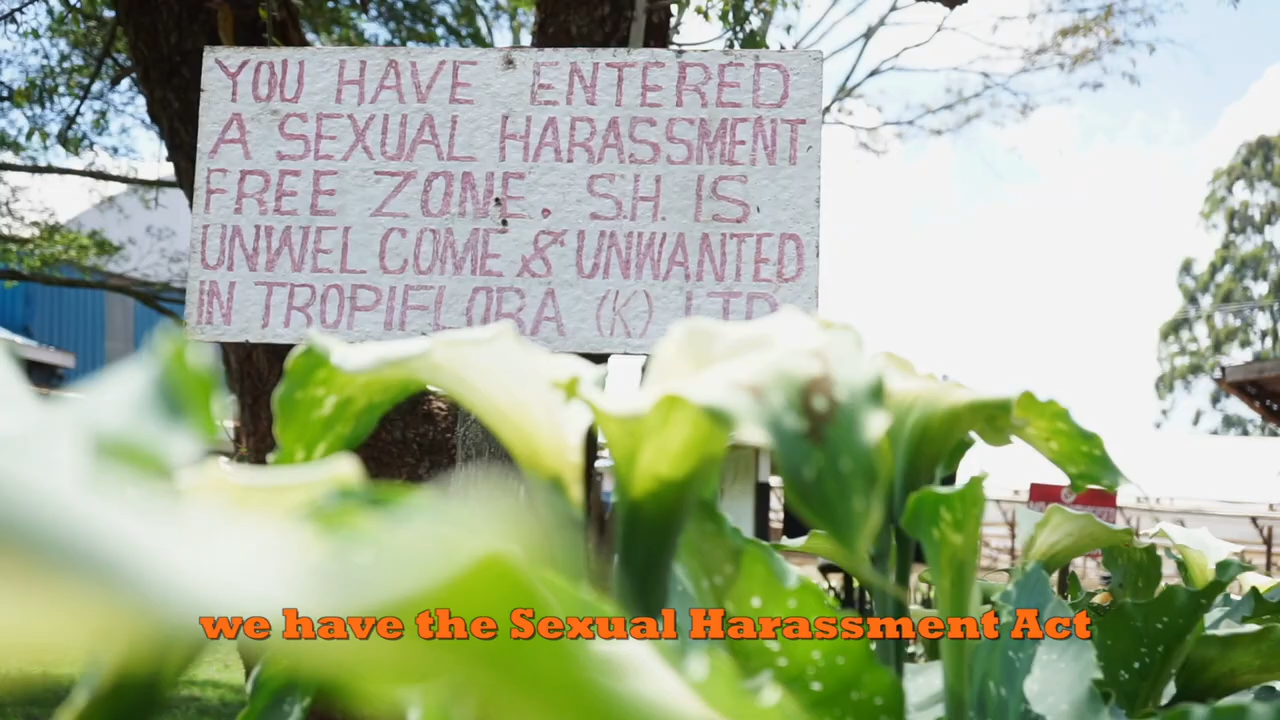 YOU HAVE ENTERED
A SEXUAL HARASSMENT
FREE ZONE. S.H. IS
UNWEL COME & UNWANTED
IN TROPIFLORA (K) LTD
we have the Sexual Harassment Act